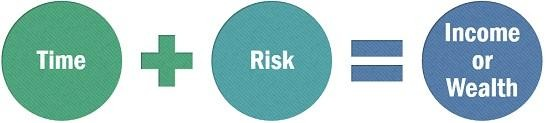 Time + Risk = Income
or
Wealth